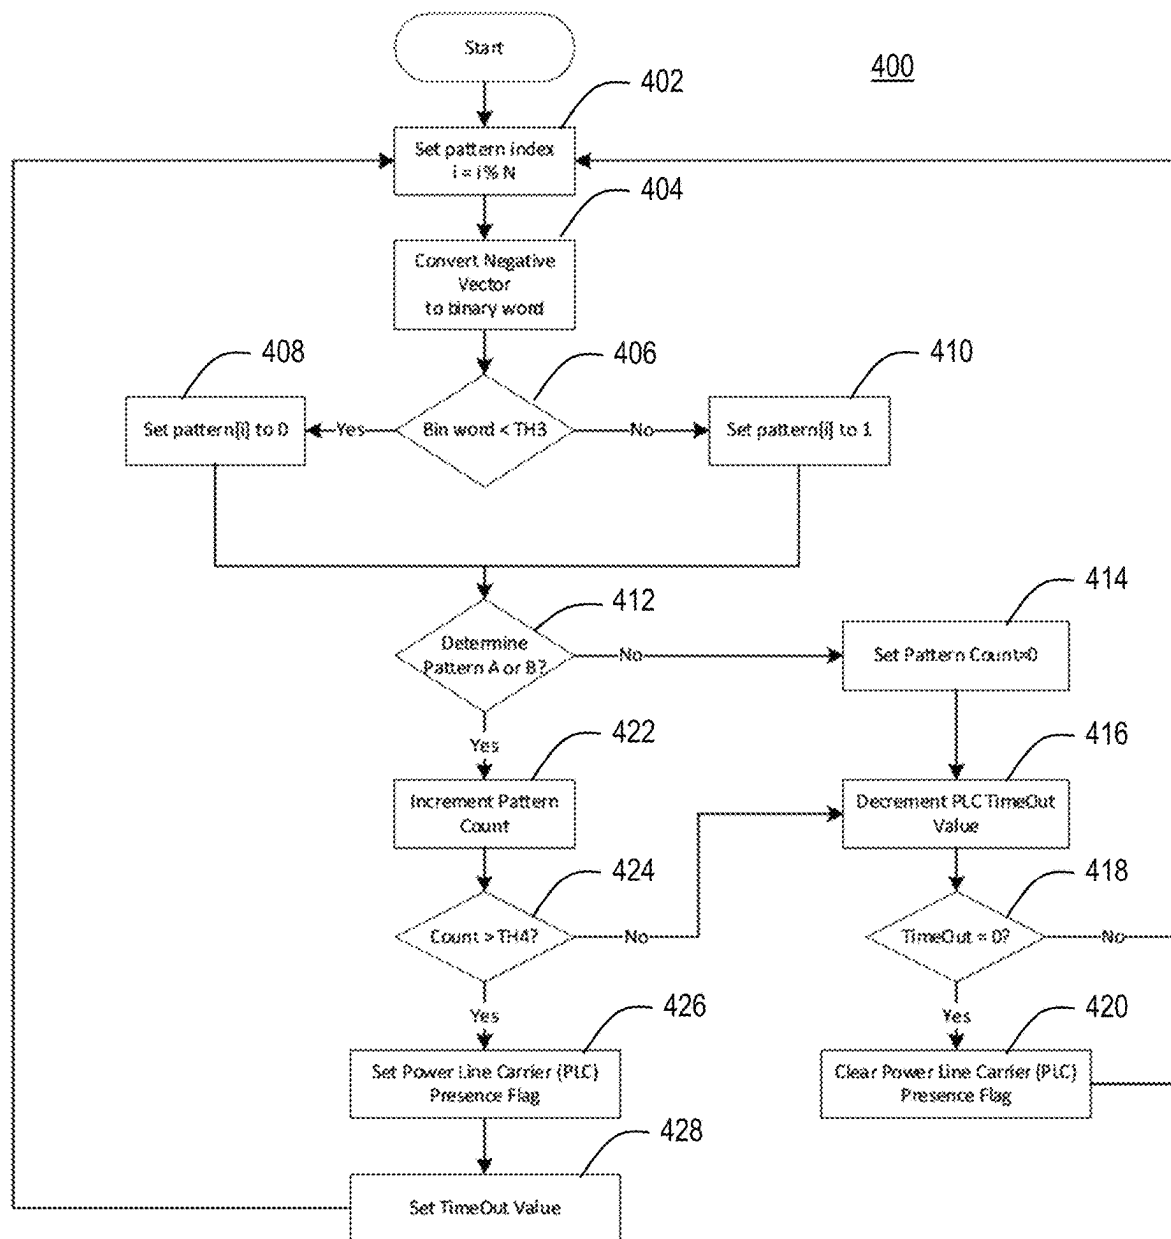 Start
400
402
Set pattern index
i = i % N
404
Convert Negative
Vector
to binary word
408
406
410
Set pattern[i] to 0
Yes
Bin word < TH3
No
Set pattern[i] to 1
412
414
Determine
Pattern A or B?
No
Set Pattern Count=0
Yes
422
416
Increment Pattern
Count
Decrement PLC TimeOut
Value
424
418
Count > TH4?
No
TimeOut = 0?
No
Yes
Yes
426
420
Set Power Line Carrier (PLC)
Presence Flag
Clear Power Line Carrier (PLC)
Presence Flag
428
Set TimeOut Value